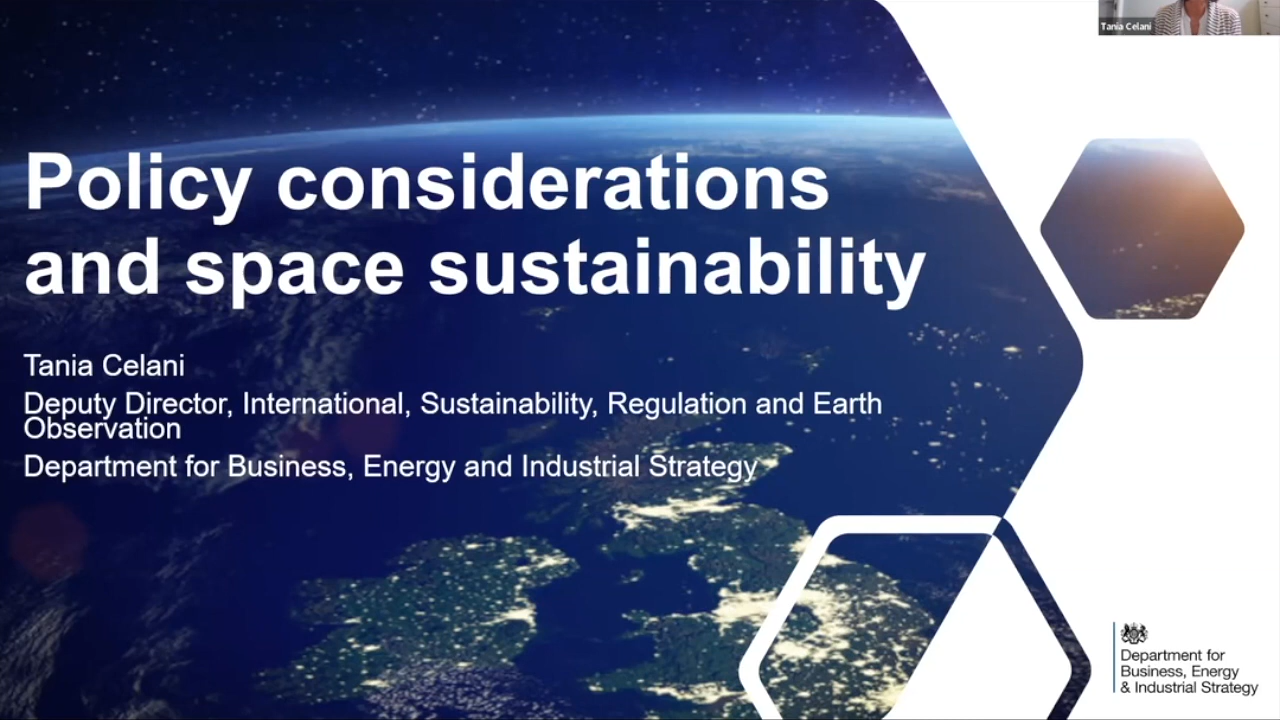 Tania Celani
Policy considerations
and space sustainability
Tania Celani
Deputy Director, International, Sustainability, Regulation and Earth
Observation
Department for Business, Energy and Industrial Strategy
Department for
Business, Energy
& Industrial Strategy